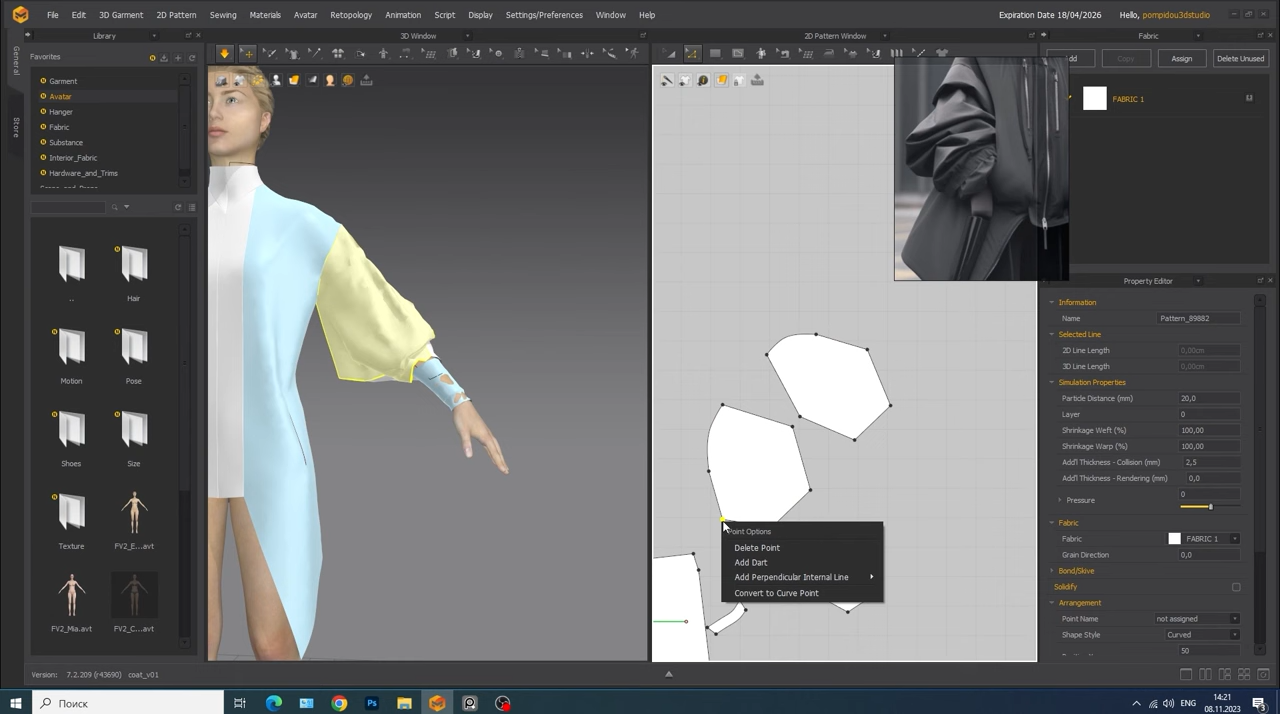 File Edit 3D Garment 2D Pattern Sewing Materials Avatar Retopology Animation Script Display Settings/Preferences Window Help Expiration Date 18/04/2026 Hello, pompidou3dstudio
Library 3D Window 2D Pattern Window Fabric
General
Store
Favorites
Garment
Avatar
Hanger
Fabric
Substance
Interior_Fabric
Hardware_and_Trims
..
Hair
Motion
Pose
Shoes
Size
Texture
FV2_E...avt
FV2_Mia.avt
FV2_C...avt
Point Options
Delete Point
Add Dart
Add Perpendicular Internal Line
Convert to Curve Point
Copy Assign Delete Unused
FABRIC 1
Property Editor
Information
Name Pattern_89882
Selected Line
2D Line Length 0,00cm
3D Line Length 0,00cm
Simulation Properties
Particle Distance (mm) 20,0
Layer 0
Shrinkage Weft (%) 100,00
Shrinkage Warp (%) 100,00
Add'l Thickness - Collision (mm) 2,5
Add'l Thickness - Rendering (mm) 0,0
Pressure 0
Fabric
Fabric FABRIC 1
Grain Direction 0,0
Bond/Skive
Solidify
Arrangement
Point Name not assigned
Shape Style Curved
50
Version: 7.2.209 (r43690) coat_v01
Поиск
ENG
14:21
08.11.2023